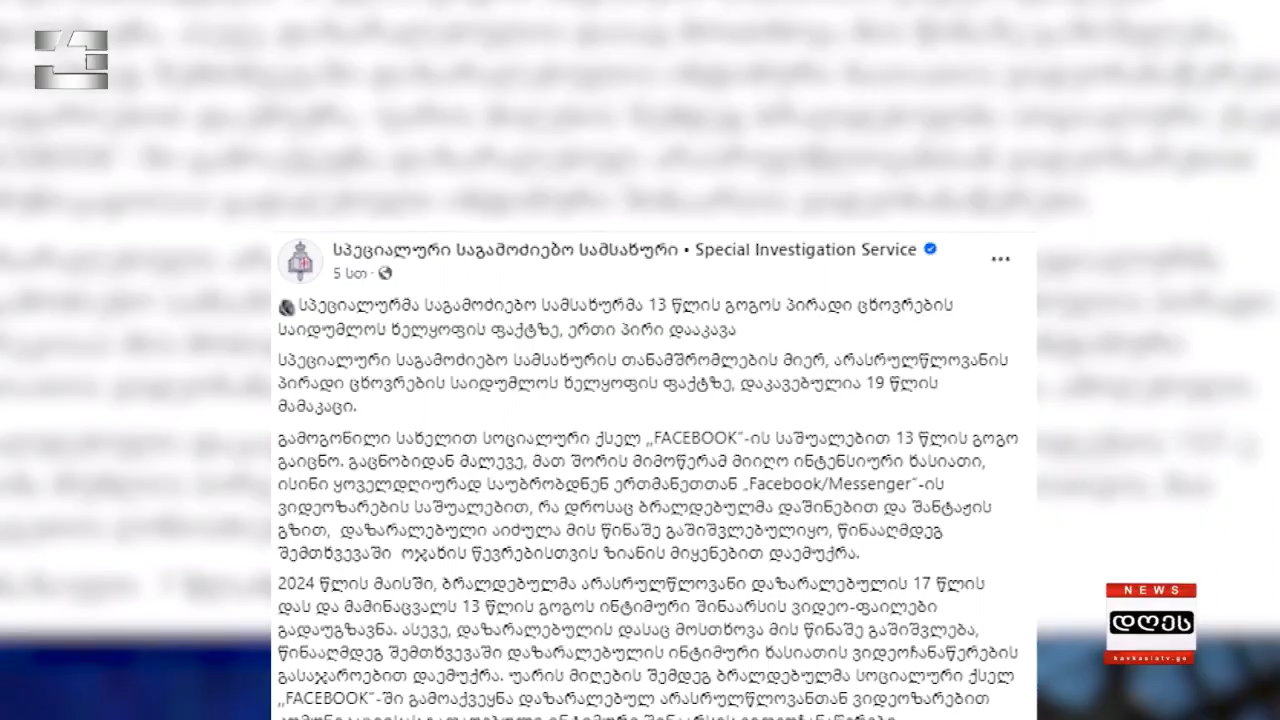 სპეციალური საგამოძიებო სამსახური • Special Investigation Service
5 სთ ·
სპეციალურმა საგამოძიებო სამსახურმა 13 წლის გოგოს პირადი ცხოვრების
საიდუმლოს ხელყოფის ფაქტზე, ერთი პირი დააკავა
სპეციალური საგამოძიებო სამსახურის თანამშრომლების მიერ, არასრულწლოვანის
პირადი ცხოვრების საიდუმლოს ხელყოფის ფაქტზე, დაკავებულია 19 წლის
მამაკაცი.
გამოგონილი სახელით სოციალური ქსელ ,,FACEBOOK“-ის საშუალებით 13 წლის გოგო
გაიცნო. გაცნობიდან მალევე, მათ შორის მიმოწერამ მიიღო ინტენსიური ხასიათი,
ისინი ყოველდღიურად საუბრობდნენ ერთმანეთთან „Facebook/Messenger“-ის
ვიდეოზარების საშუალებით, რა დროსაც ბრალდებულმა დაშინებით და შანტაჟის
გზით, დაზარალებული აიძულა მის წინაშე გაშიშვლებულიყო, წინააღმდეგ
შემთხვევაში ოჯახის წევრებისთვის ზიანის მიყენებით დაემუქრა.
2024 წლის მაისში, ბრალდებულმა არასრულწლოვანი დაზარალებულის 17 წლის
დას და მამინაცვალს 13 წლის გოგოს ინტიმური შინაარსის ვიდეო-ფაილები
გადაუგზავნა. ასევე, დაზარალებულის დასაც მოსთხოვა მის წინაშე გაშიშვლება,
წინააღმდეგ შემთხვევაში დაზარალებულის ინტიმური ხასიათის ვიდეოჩანაწერების
გასაჯაროებით დაემუქრა. უარის მიღების შემდეგ ბრალდებულმა სოციალური ქსელ
,,FACEBOOK“-ში გამოაქვეყნა დაზარალებულ არასრულწლოვანთან ვიდეოზარებით
NEWS
დღეს
kavkasiatv.ge